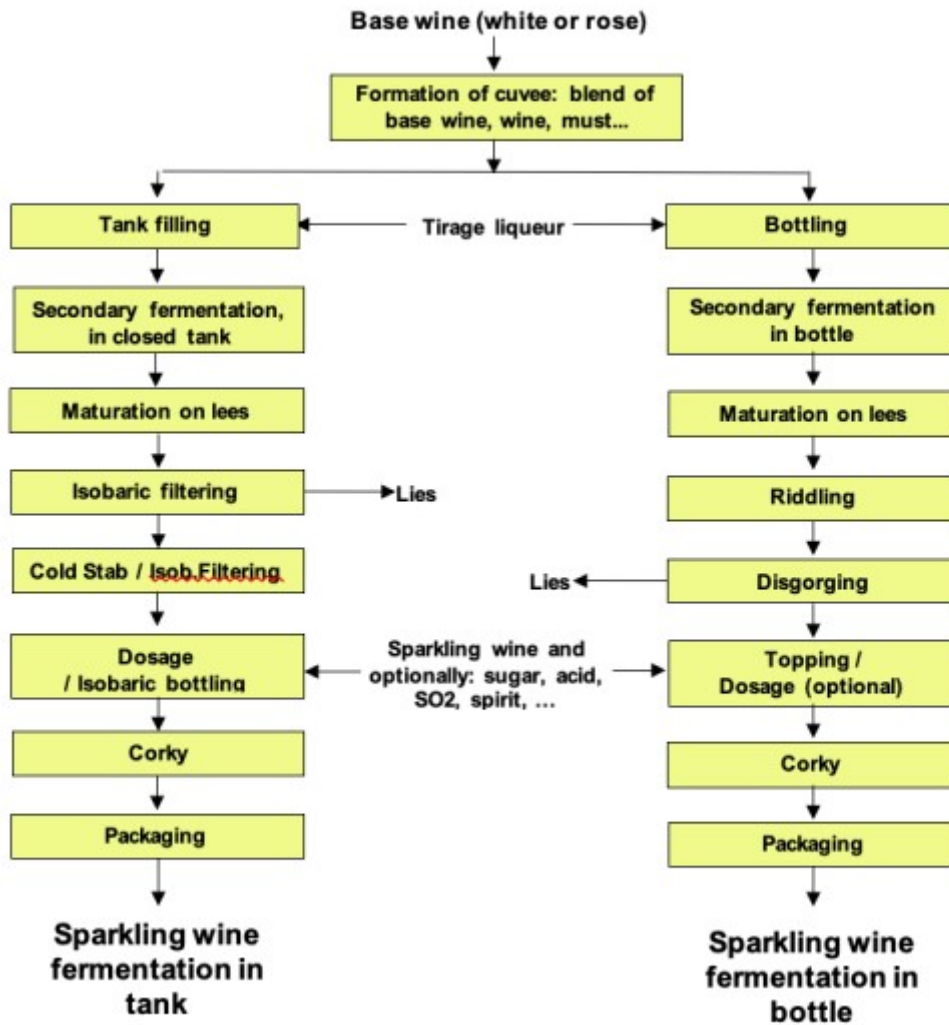 Base wine (white or rose)
Formation of cuvee: blend of
base wine, wine, must...
Tank filling
Tirage liqueur
Bottling
Secondary fermentation,
in closed tank
Secondary fermentation
in bottle
Maturation on lees
Maturation on lees
Isobaric filtering
Lies
Riddling
Cold Stab / Isob.Filtering
Lies
Disgorging
Dosage
/ Isobaric bottling
Sparkling wine and
optionally: sugar, acid,
SO2, spirit, ...
Topping /
Dosage (optional)
Corky
Corky
Packaging
Packaging
Sparkling wine
fermentation in
tank
Sparkling wine
fermentation in
bottle